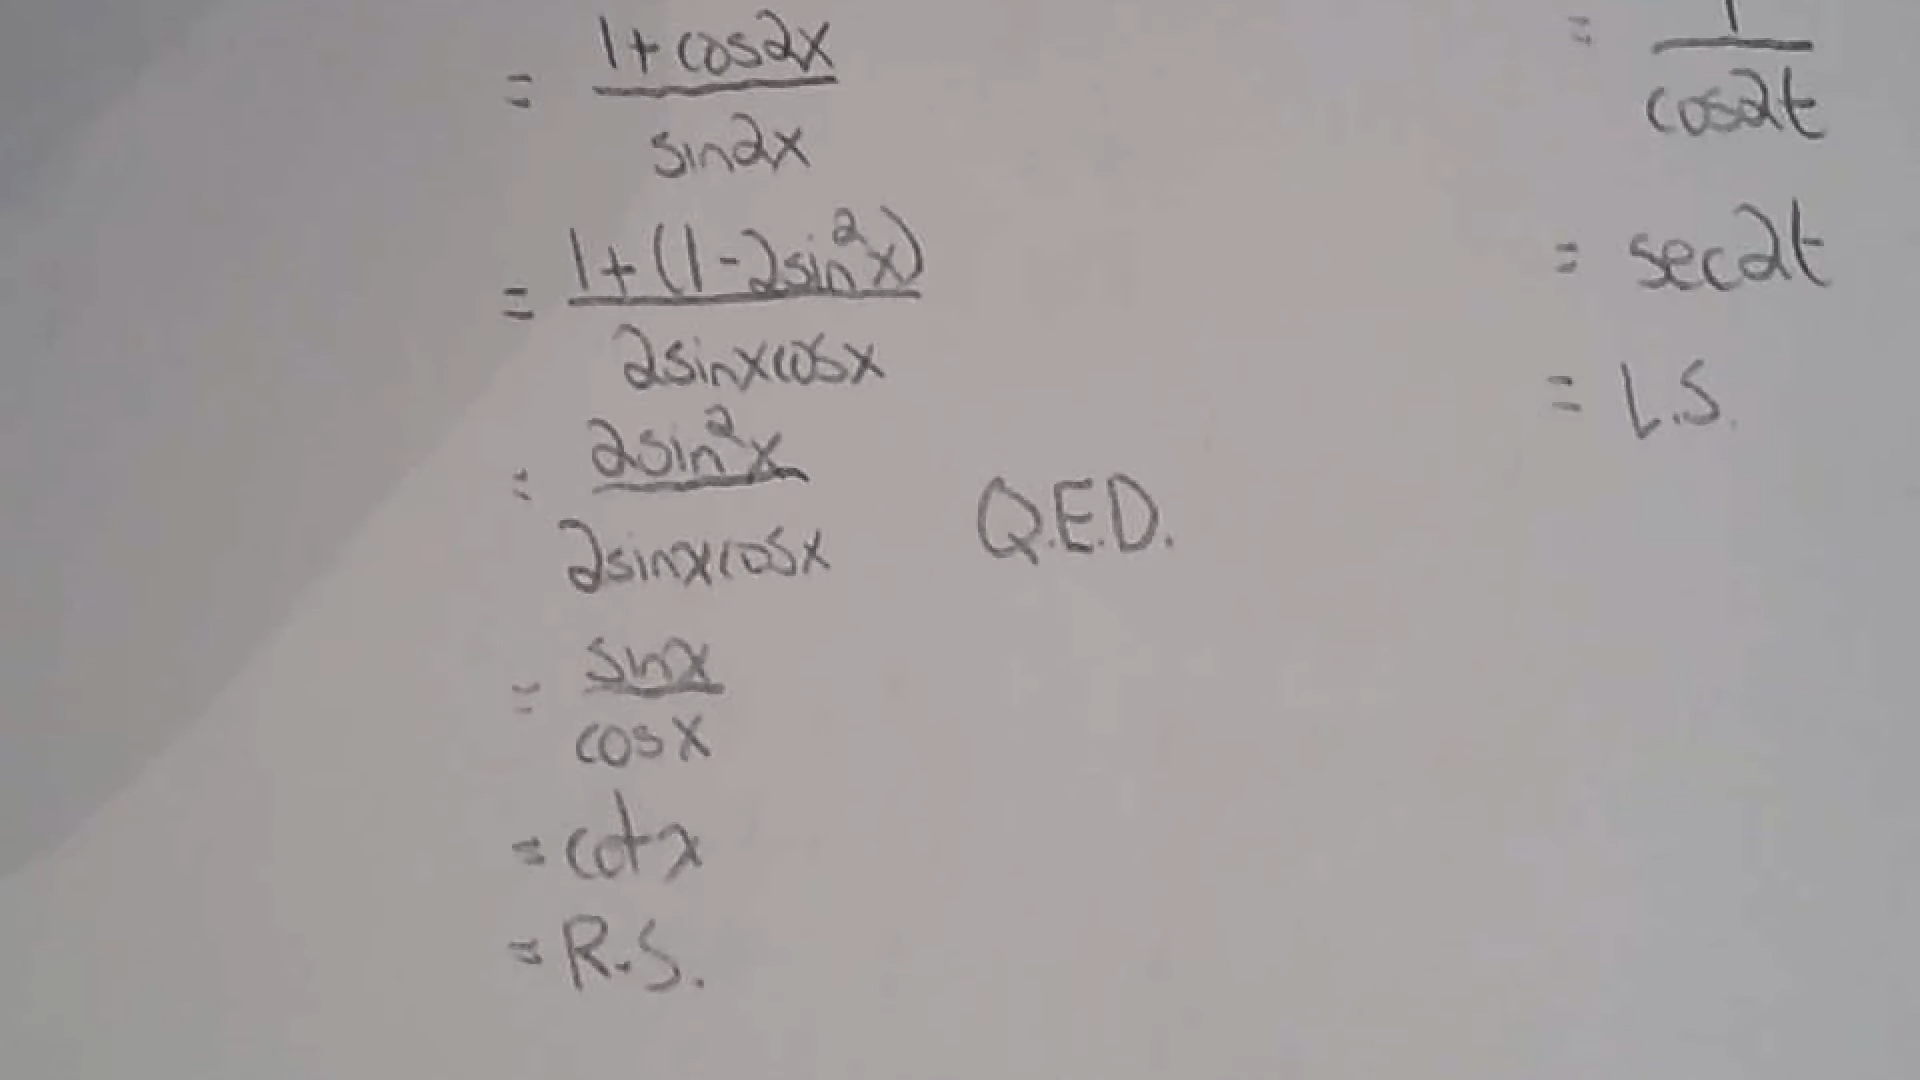 = 1+cos2x
sin2x
= 1+(1-2sin²x)
2sinxcosx
= 2sin²x
2sinxcosx
Q.E.D.
= sinx
cosx
= cotx
= R.S.
= 1
cos2t
= sec2t
= L.S.